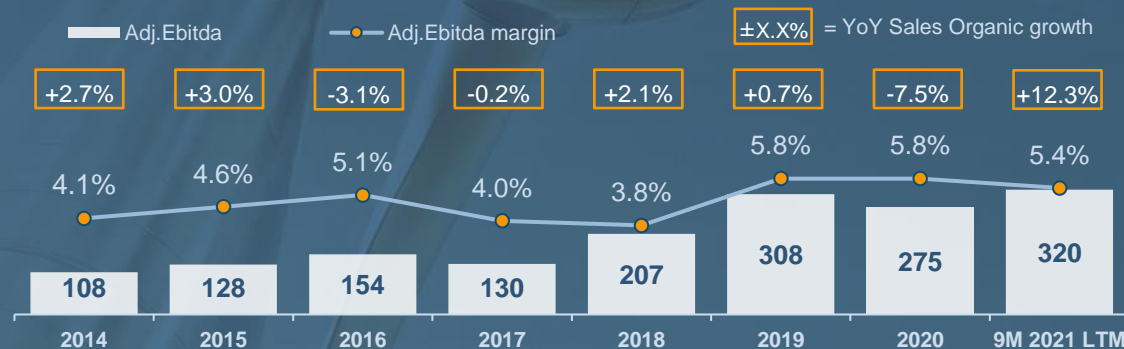 Adj.Ebitda Adj.Ebitda margin ±X.X% = YoY Sales Organic growth
+2.7% +3.0% -3.1% -0.2% +2.1% +0.7% -7.5% +12.3%
4.1% 4.6% 5.1% 4.0% 3.8% 5.8% 5.8% 5.4%
108 128 154 130 207 308 275 320
2014 2015 2016 2017 2018 2019 2020 9M 2021 LTM